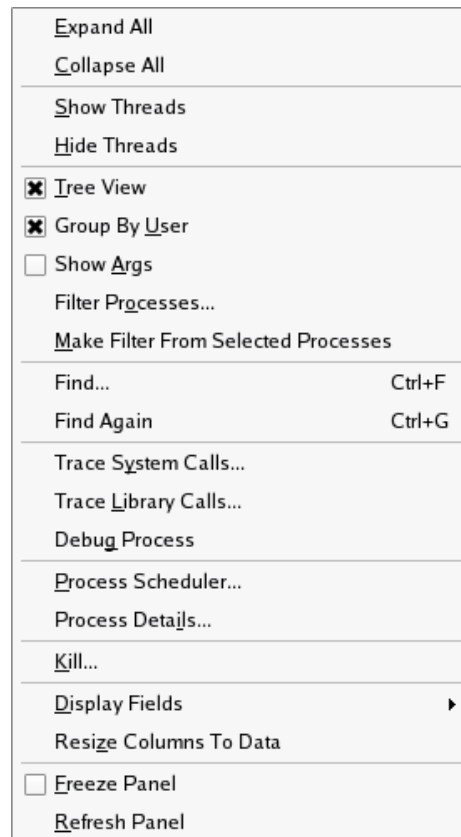 Expand All
Collapse All
Show Threads
Hide Threads
Tree View
Group By User
Show Args
Filter Processes...
Make Filter From Selected Processes
Find... Ctrl+F
Find Again Ctrl+G
Trace System Calls...
Trace Library Calls...
Debug Process
Process Scheduler...
Process Details...
Kill...
Display Fields
Resize Columns To Data
Freeze Panel
Refresh Panel